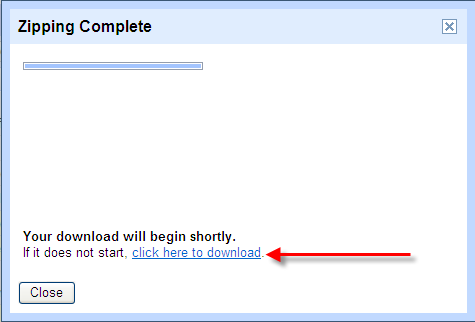 Zipping Complete
Your download will begin shortly.
If it does not start, click here to download.
Close